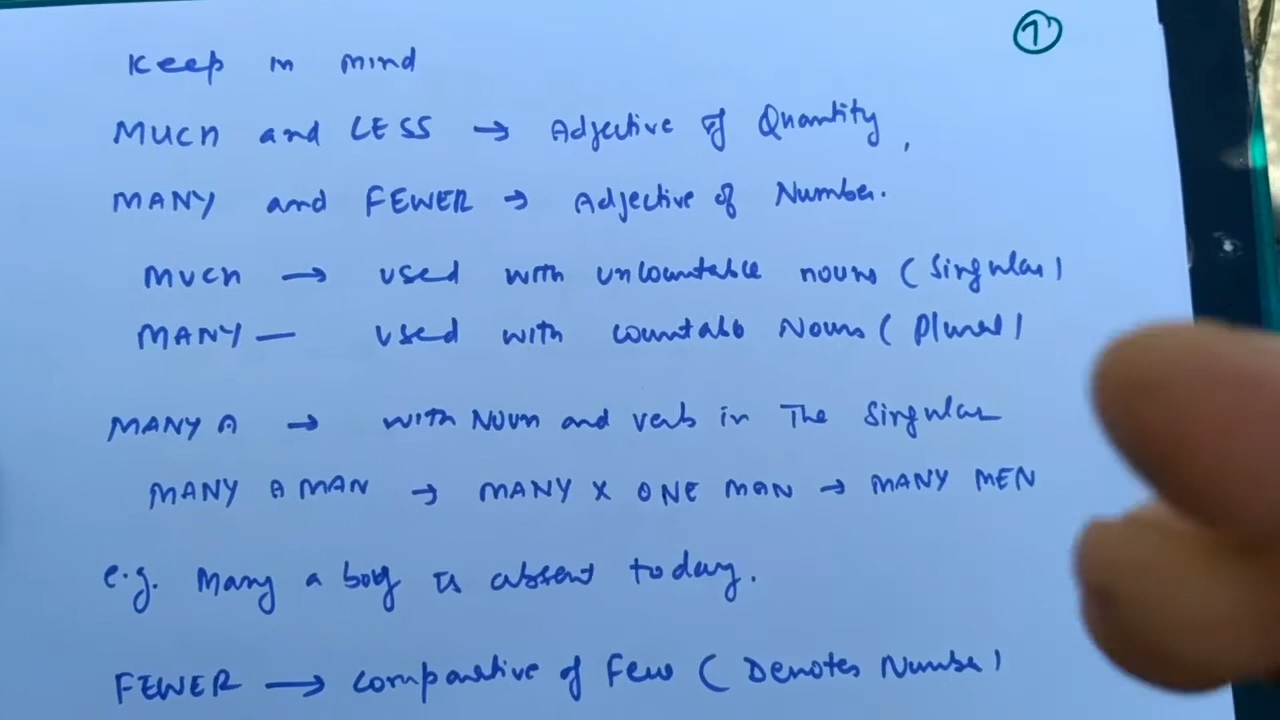 7
Keep in mind
MUCH and LESS → Adjective of Quantity,
MANY and FEWER → Adjective of Number.
MUCH → used with uncountable nouns (Singular)
MANY — used with countable Nouns (Plural)
MANY A → with Noun and verb in The Singular
MANY A MAN → MANY X ONE MAN → MANY MEN
e.g. Many a boy is absent today.
FEWER → comparative of Few (Denotes Number)